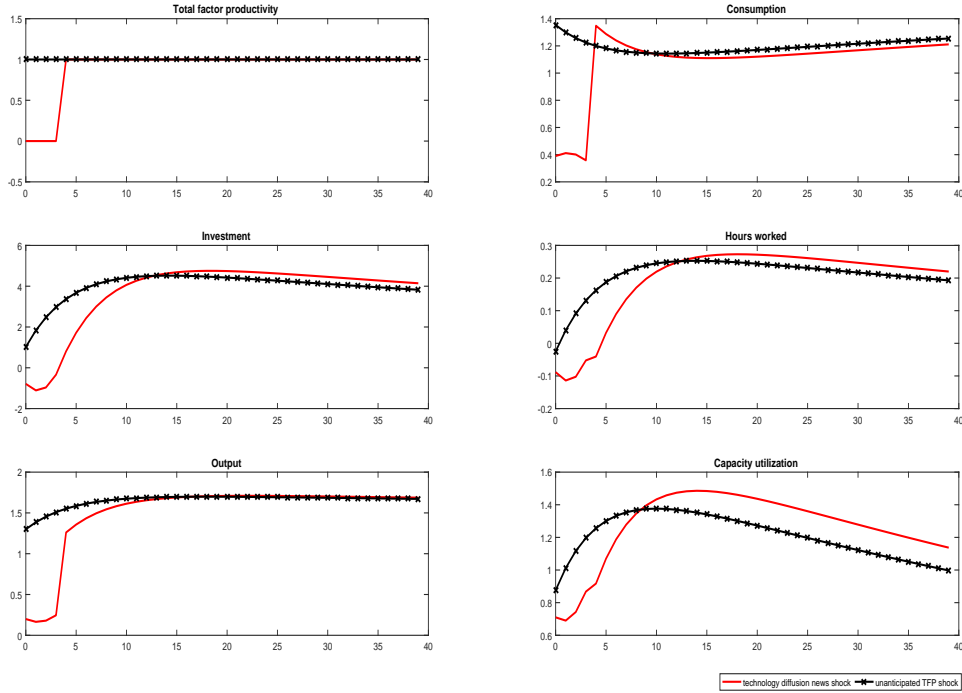 Total factor productivity
1.5
1
0.5
0
-0.5
0 5 10 15 20 25 30 35 40
Consumption
1.4
1.2
1
0.8
0.6
0.4
0.2
0 5 10 15 20 25 30 35 40
Investment
6
4
2
0
-2
0 5 10 15 20 25 30 35 40
Hours worked
0.3
0.2
0.1
0
-0.1
-0.2
0 5 10 15 20 25 30 35 40
Output
2
1.5
1
0.5
0
0 5 10 15 20 25 30 35 40
Capacity utilization
1.6
1.4
1.2
1
0.8
0.6
0 5 10 15 20 25 30 35 40
technology diffusion news shock unanticipated TFP shock